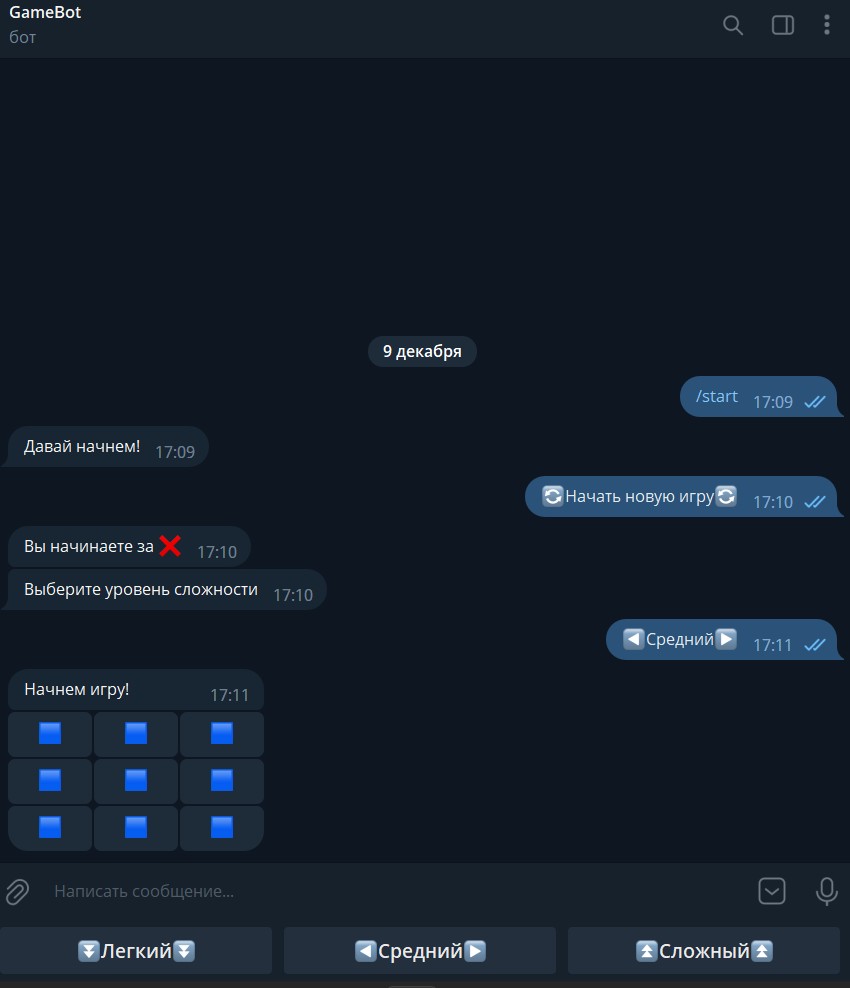 GameBot
бот
9 декабря
/start 17:09
Давай начнем! 17:09
Начать новую игру 17:10
Вы начинаете за 17:10
Выберите уровень сложности 17:10
Средний 17:11
Начнем игру! 17:11
Написать сообщение...
Легкий Средний Сложный